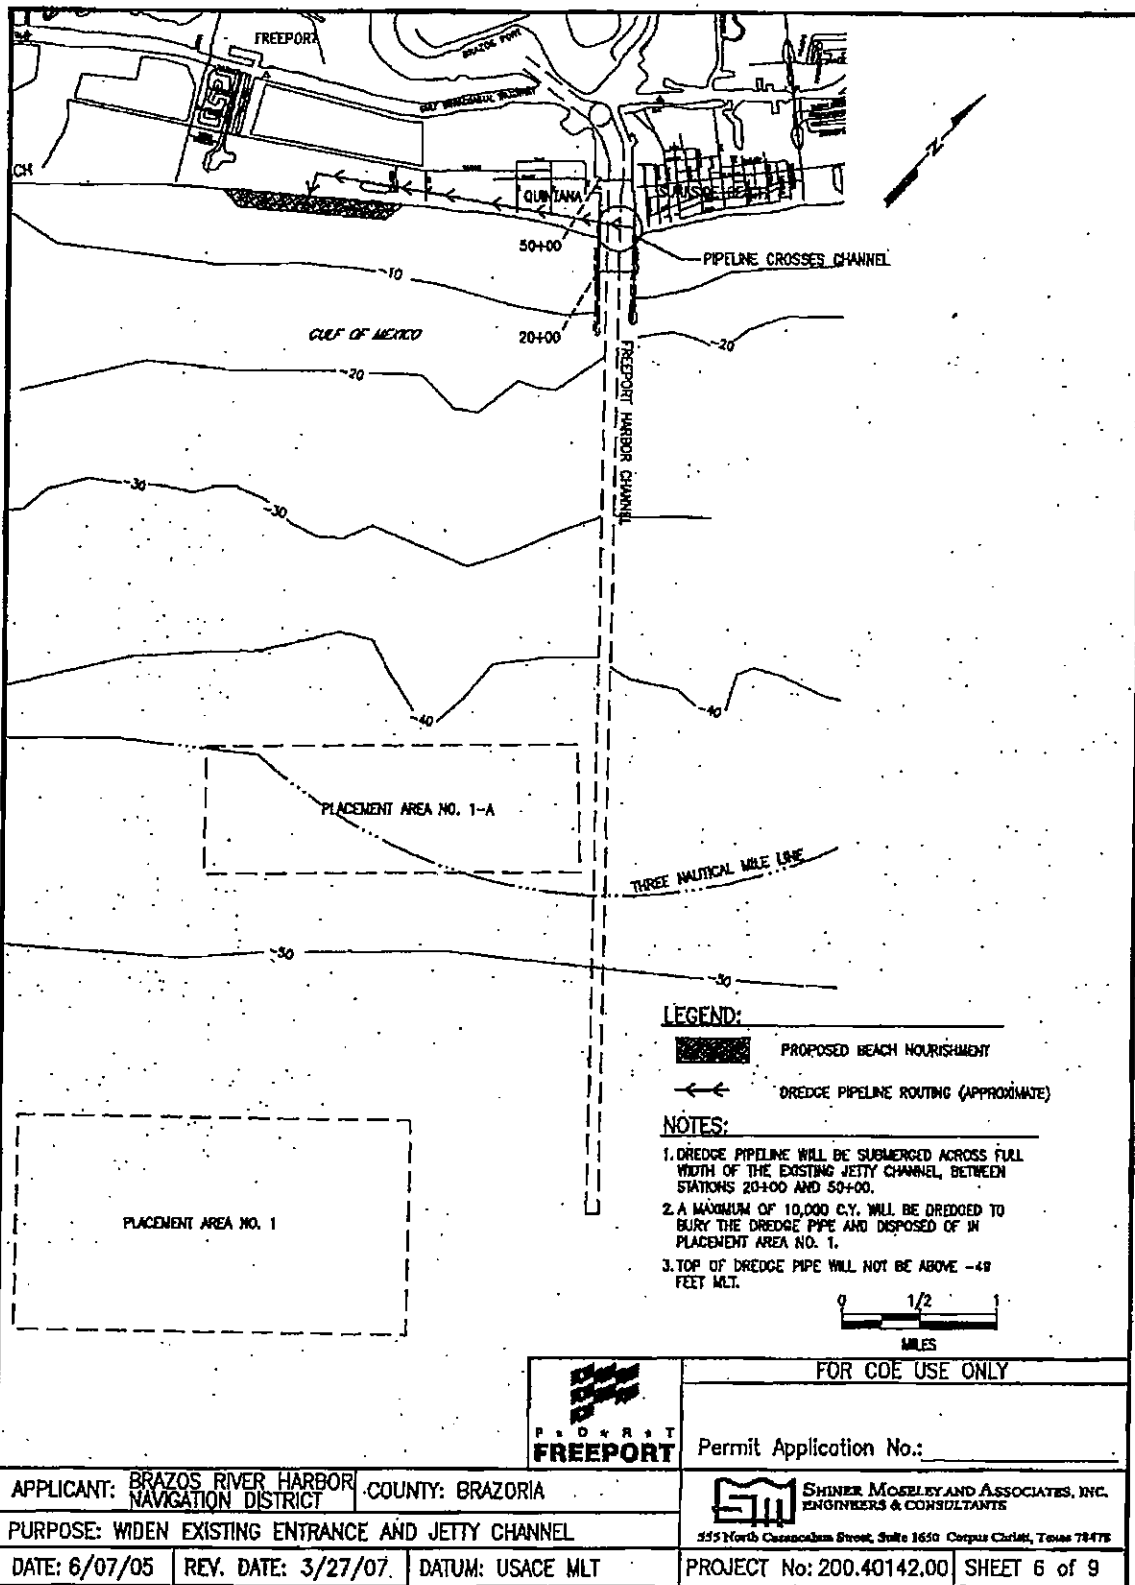 FREEPORT
BRAZOS PORT
N
QUINTANA
50+00
PIPELINE CROSSES CHANNEL
-10
GULF OF MEXICO
20+00
-20
-20
FREEPORT HARBOR CHANNEL
-30
-30
-40
-40
PLACEMENT AREA NO. 1-A
THREE NAUTICAL MILE LINE
-50
-50
LEGEND:
PROPOSED BEACH NOURISHMENT
DREDGE PIPELINE ROUTING (APPROXIMATE)
NOTES:
1. DREDGE PIPELINE WILL BE SUBMERGED ACROSS FULL
WIDTH OF THE EXISTING JETTY CHANNEL, BETWEEN
STATIONS 20+00 AND 50+00.
2. A MAXIMUM OF 10,000 C.Y. WILL BE DREDGED TO
BURY THE DREDGE PIPE AND DISPOSED OF IN
PLACEMENT AREA NO. 1.
3. TOP OF DREDGE PIPE WILL NOT BE ABOVE -48
FEET MLT.
PLACEMENT AREA NO. 1
0 1/2 1
MILES
PORT
FREEPORT
FOR COE USE ONLY
Permit Application No.:
APPLICANT: BRAZOS RIVER HARBOR
NAVIGATION DISTRICT
COUNTY: BRAZORIA
SHINER MOSELEY AND ASSOCIATES, INC.
ENGINEERS & CONSULTANTS
555 North Carancahua Street, Suite 1650 Corpus Christi, Texas 78478
PURPOSE: WIDEN EXISTING ENTRANCE AND JETTY CHANNEL
DATE: 6/07/05
REV. DATE: 3/27/07
DATUM: USACE MLT
PROJECT No: 200.40142.00
SHEET 6 of 9